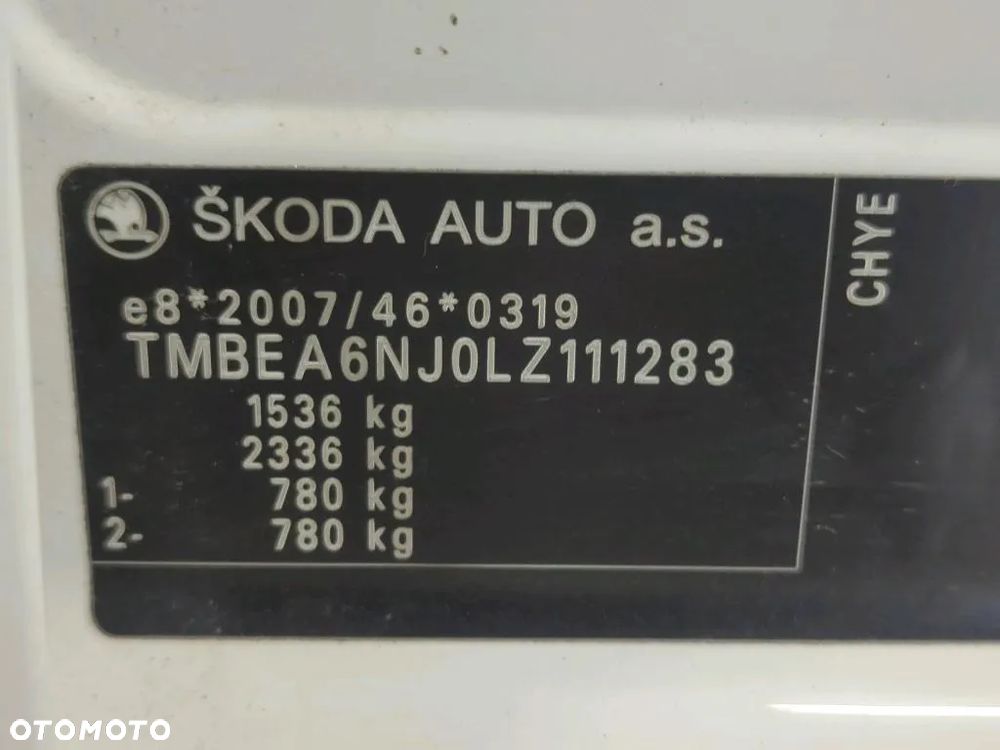 ŠKODA AUTO a.s.
e8*2007/46*0319
TMBEA6NJ0LZ111283
1536 kg
2336 kg
1- 780 kg
2- 780 kg
CHYE
OTOMOTO